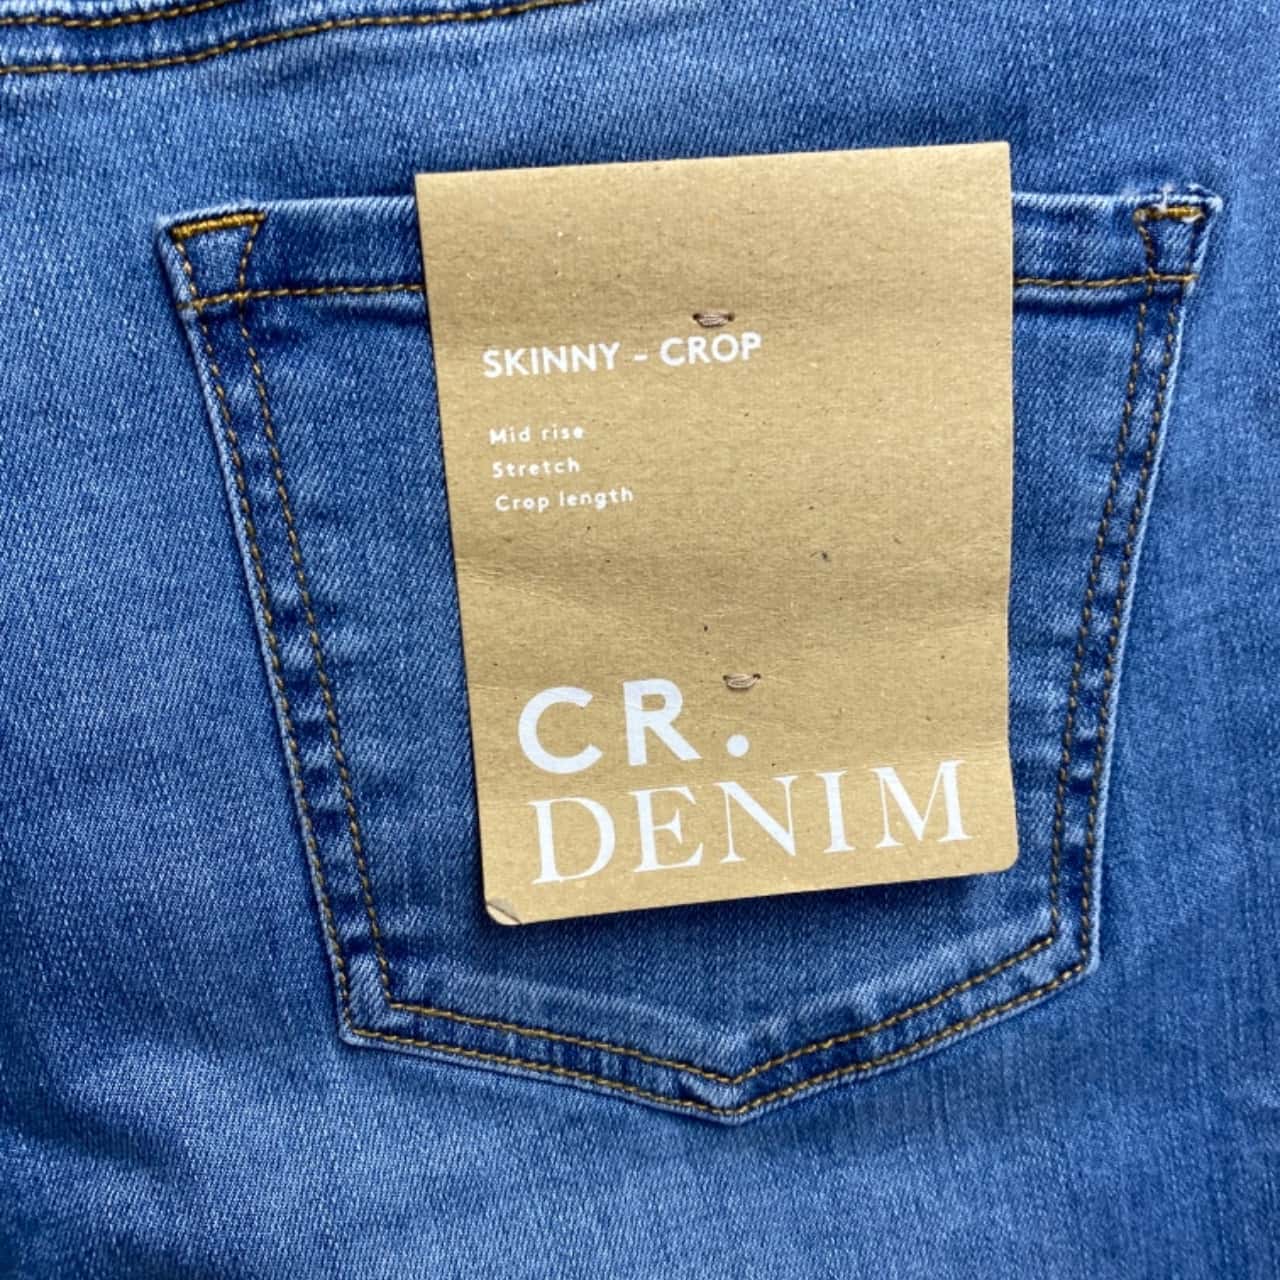 SKINNY - CROP
Mid rise
Stretch
Crop length
CR.
DENIM